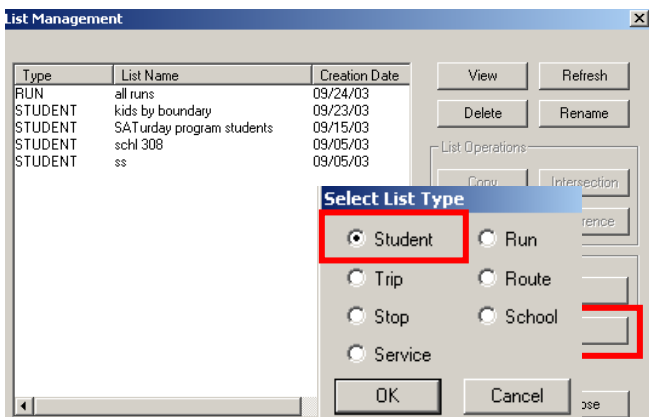 List Management
Type List Name Creation Date
RUN all runs 09/24/03
STUDENT kids by boundary 09/23/03
STUDENT SATurday program students 09/15/03
STUDENT schl 308 09/05/03
STUDENT ss 09/05/03
View Refresh
Delete Rename
List Operations
Copy Intersection
rence
Select List Type
Student Run
Trip Route
Stop School
Service
OK Cancel
ose